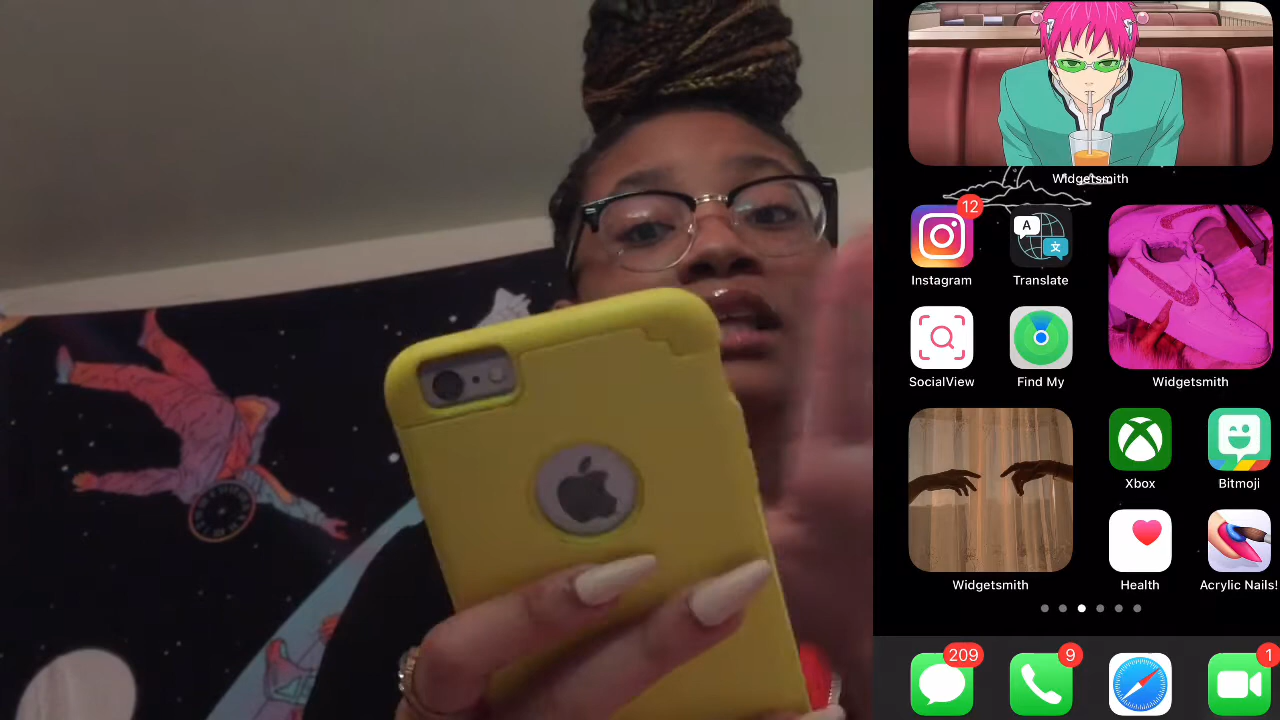 Widgetsmith
12
A
文
Instagram
Translate
SocialView
Find My
Widgetsmith
Xbox
Bitmoji
Widgetsmith
Health
Acrylic Nails!
209
9
1